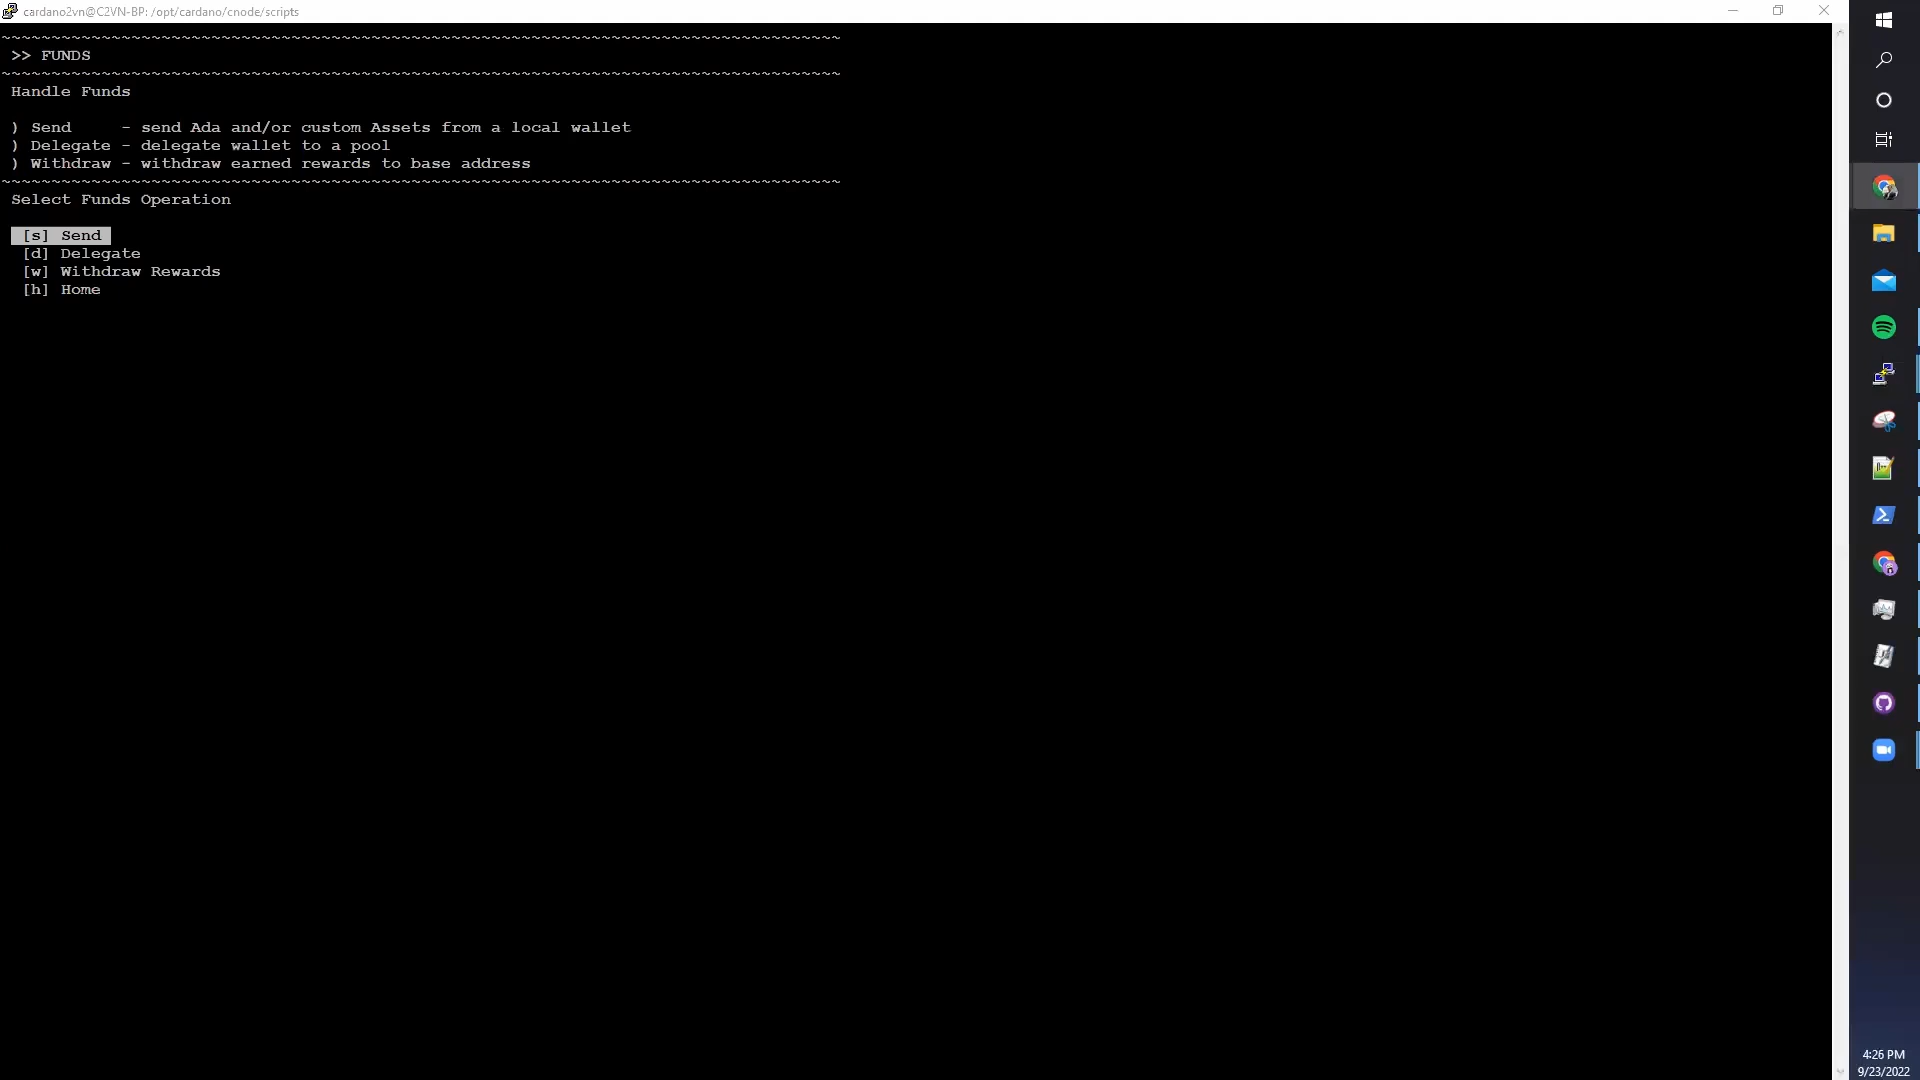 cardano2vn@C2VN-BP: /opt/cardano/cnode/scripts
~~~~~~~~~~~~~~~~~~~~~~~~~~~~~~~~~~~~~~~~~~~~~~~~~~~~~~~~~~~~~~~~~~~~~~~~~~~~~~~~~~~~
>> FUNDS
~~~~~~~~~~~~~~~~~~~~~~~~~~~~~~~~~~~~~~~~~~~~~~~~~~~~~~~~~~~~~~~~~~~~~~~~~~~~~~~~~~~~
Handle Funds
) Send     - send Ada and/or custom Assets from a local wallet
) Delegate - delegate wallet to a pool
) Withdraw - withdraw earned rewards to base address
~~~~~~~~~~~~~~~~~~~~~~~~~~~~~~~~~~~~~~~~~~~~~~~~~~~~~~~~~~~~~~~~~~~~~~~~~~~~~~~~~~~~
Select Funds Operation
[s] Send
[d] Delegate
[w] Withdraw Rewards
[h] Home
4:26 PM
9/23/2022